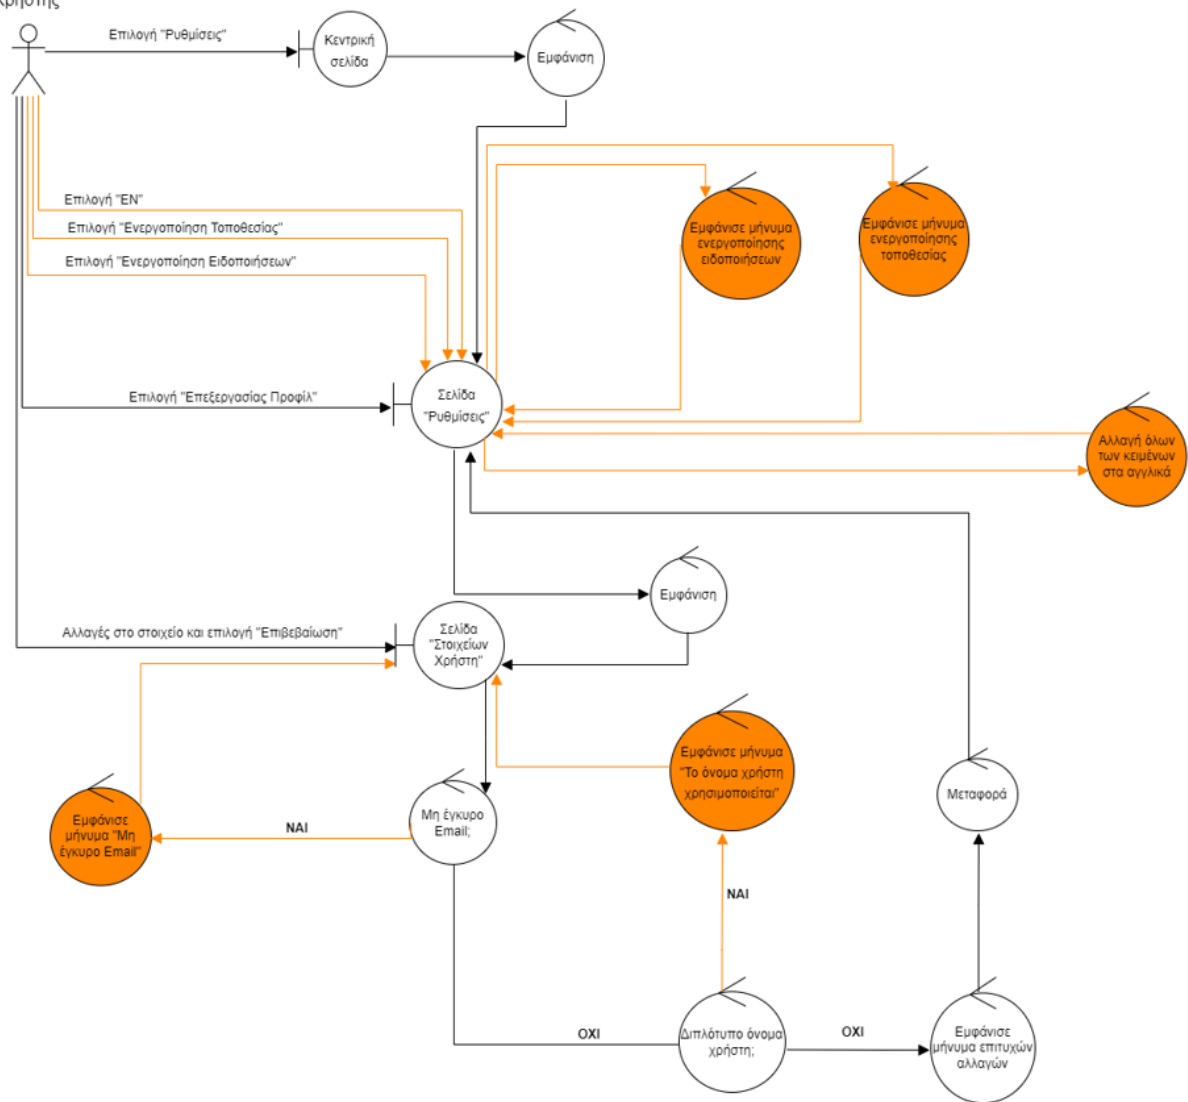 Χρήστης
Επιλογή "Ρυθμίσεις"
Κεντρική
σελίδα
Εμφάνιση
Επιλογή "EN"
Επιλογή "Ενεργοποίηση Τοποθεσίας"
Επιλογή "Ενεργοποίηση Ειδοποιήσεων"
Εμφάνισε μήνυμα
ενεργοποίησης
ειδοποιήσεων
Εμφάνισε μήνυμα
ενεργοποίησης
τοποθεσίας
Επιλογή "Επεξεργασίας Προφίλ"
Σελίδα
"Ρυθμίσεις"
Αλλαγή όλων
των κειμένων
στα αγγλικά
Εμφάνιση
Αλλαγές στο στοιχείο και επιλογή "Επιβεβαίωση"
Σελίδα
"Στοιχείων
Χρήστη"
Εμφάνισε μήνυμα
"Το όνομα χρήστη
χρησιμοποιείται"
Μεταφορά
Εμφάνισε
μήνυμα "Μη
έγκυρο Email"
ΝΑΙ
Μη έγκυρο
Email;
ΝΑΙ
ΟΧΙ
Διπλότυπο όνομα
χρήστη;
ΟΧΙ
Εμφάνισε
μήνυμα επιτυχών
αλλαγών